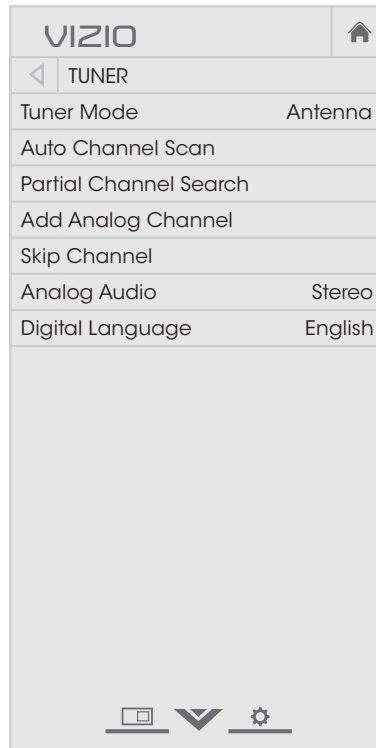 VIZIO
TUNER
Tuner Mode Antenna
Auto Channel Scan
Partial Channel Search
Add Analog Channel
Skip Channel
Analog Audio Stereo
Digital Language English